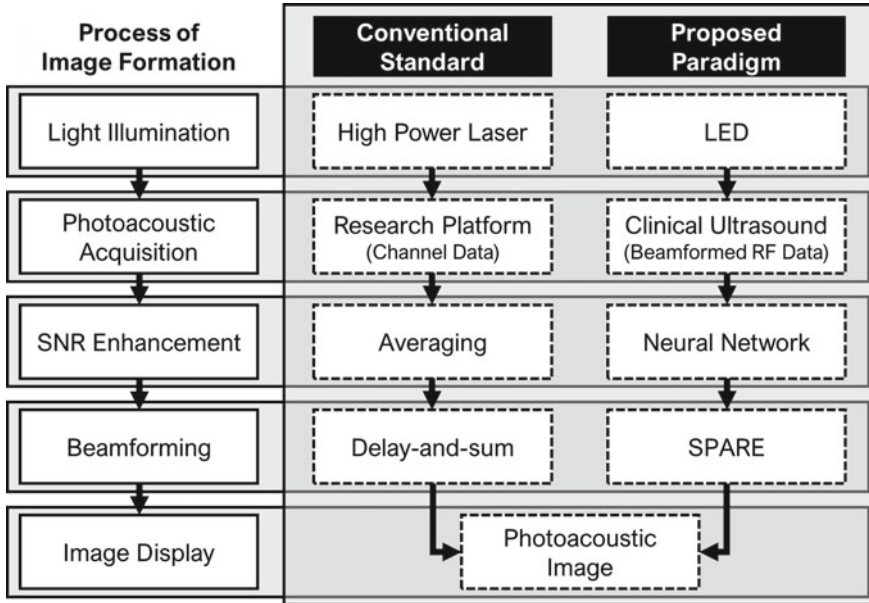 Process of
Image Formation
Conventional
Standard
Proposed
Paradigm
Light Illumination
High Power Laser
LED
Photoacoustic
Acquisition
Research Platform
(Channel Data)
Clinical Ultrasound
(Beamformed RF Data)
SNR Enhancement
Averaging
Neural Network
Beamforming
Delay-and-sum
SPARE
Image Display
Photoacoustic
Image